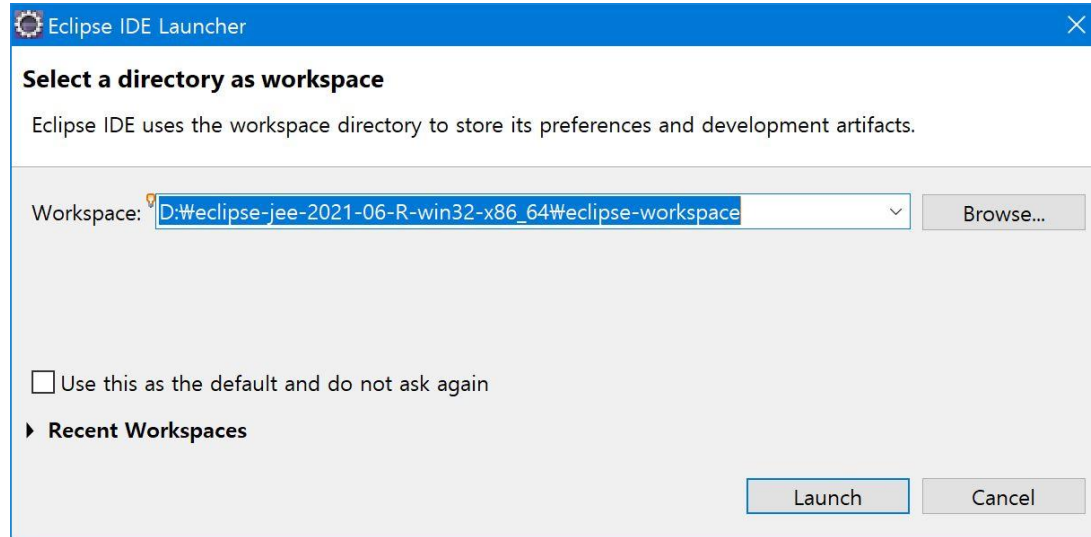 Eclipse IDE Launcher
Select a directory as workspace
Eclipse IDE uses the workspace directory to store its preferences and development artifacts.
Workspace: D:₩eclipse-jee-2021-06-R-win32-x86_64₩eclipse-workspace Browse...
Use this as the default and do not ask again
Recent Workspaces
Launch Cancel